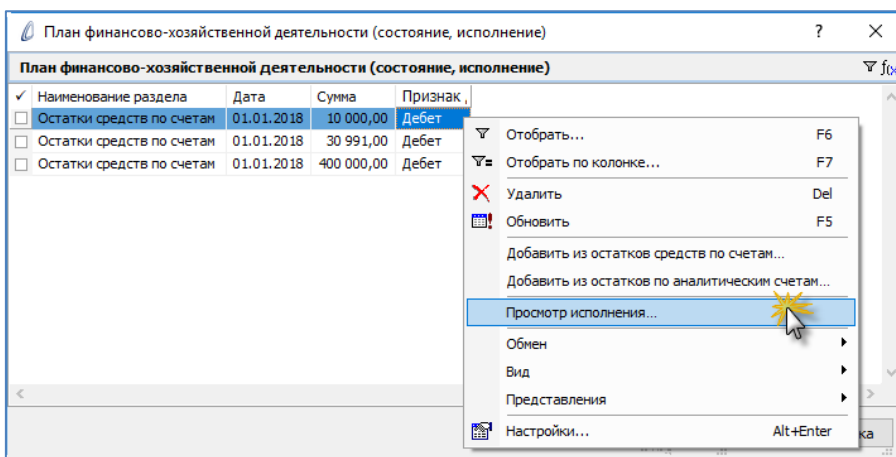 План финансово-хозяйственной деятельности (состояние, исполнение) ?
План финансово-хозяйственной деятельности (состояние, исполнение)
Наименование раздела Дата Сумма Признак
Остатки средств по счетам 01.01.2018 10 000,00 Дебет
Остатки средств по счетам 01.01.2018 30 991,00 Дебет
Остатки средств по счетам 01.01.2018 400 000,00 Дебет
Отобрать... F6
Отобрать по колонке... F7
Удалить Del
Обновить F5
Добавить из остатков средств по счетам...
Добавить из остатков по аналитическим счетам...
Просмотр исполнения...
Обмен
Вид
Представления
Настройки... Alt+Enter
ка